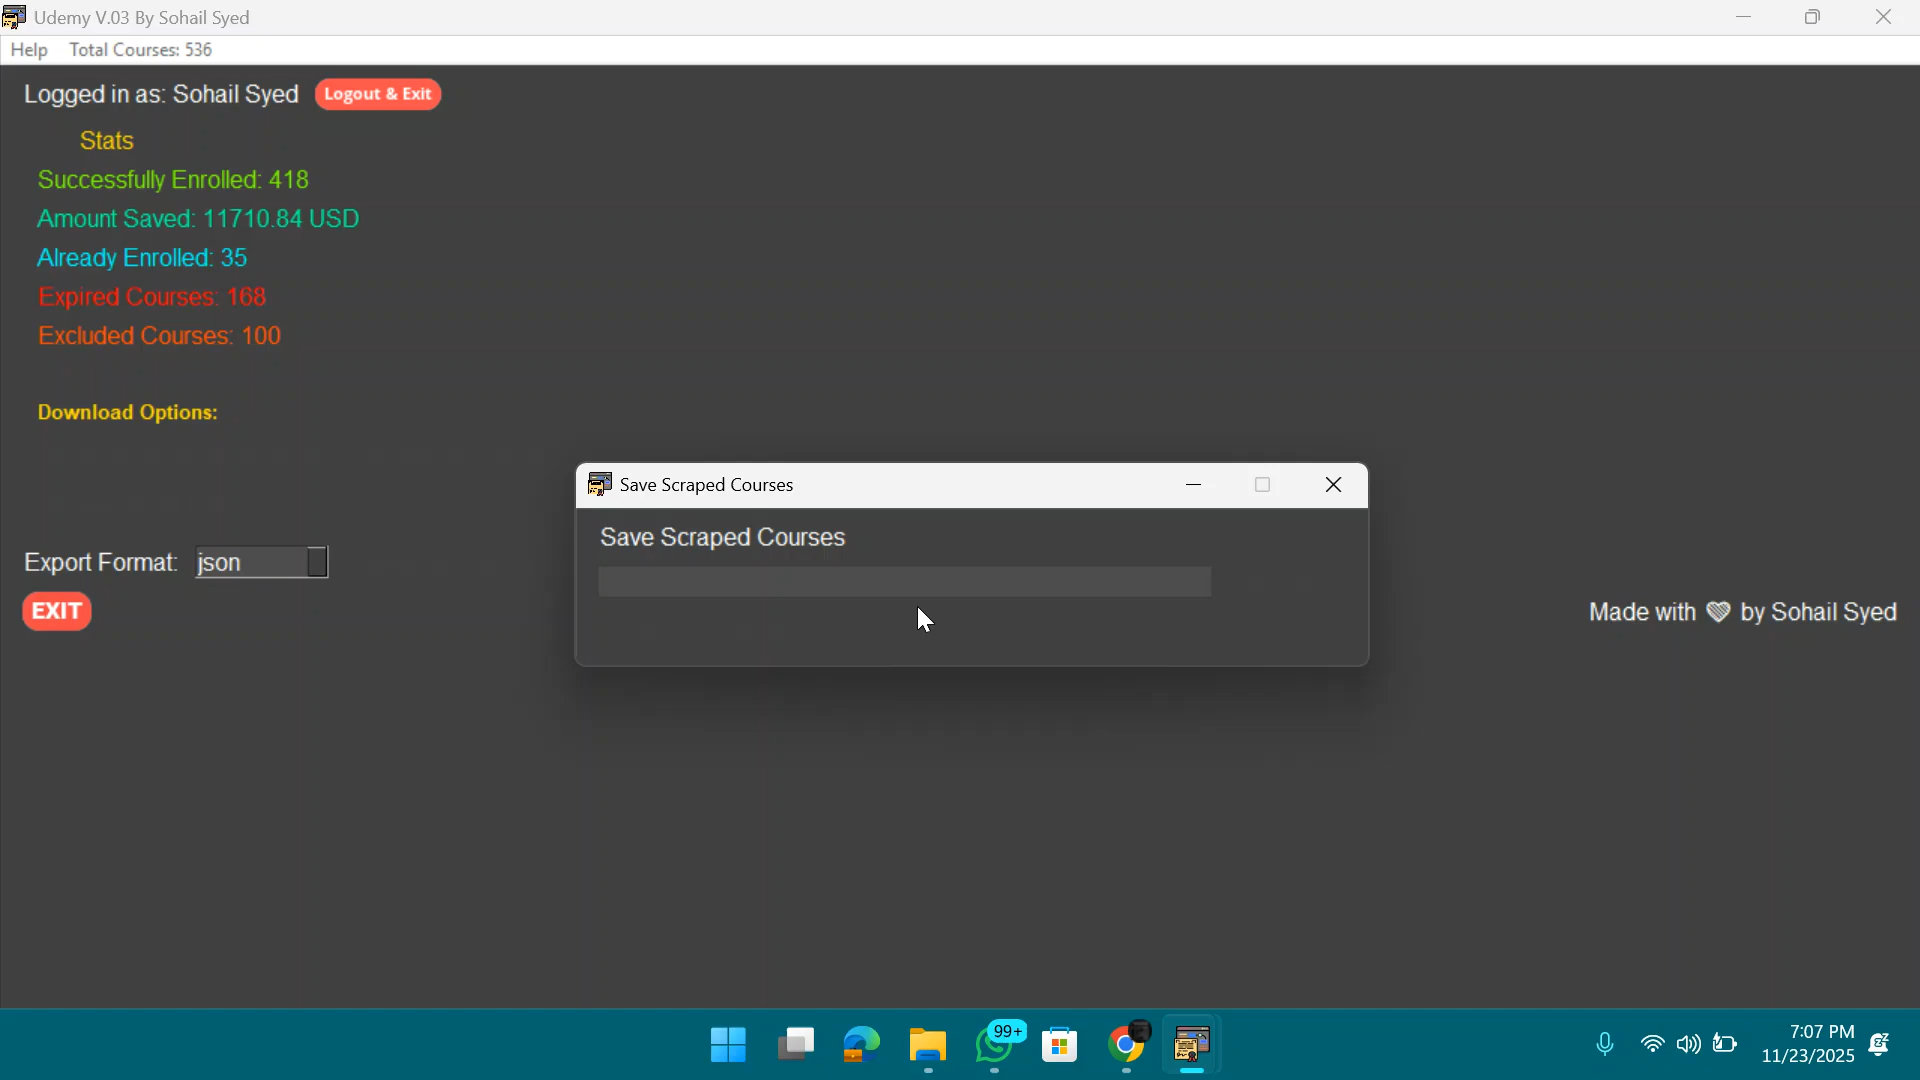 Udemy V.03 By Sohail Syed
Help Total Courses: 536
Logged in as: Sohail Syed Logout & Exit
Stats
Successfully Enrolled: 418
Amount Saved: 11710.84 USD
Already Enrolled: 35
Expired Courses: 168
Excluded Courses: 100
Download Options:
Save Scraped Courses
Save Scraped Courses
Export Format: json
EXIT
Made with 🤍 by Sohail Syed
99+
7:07 PM
11/23/2025